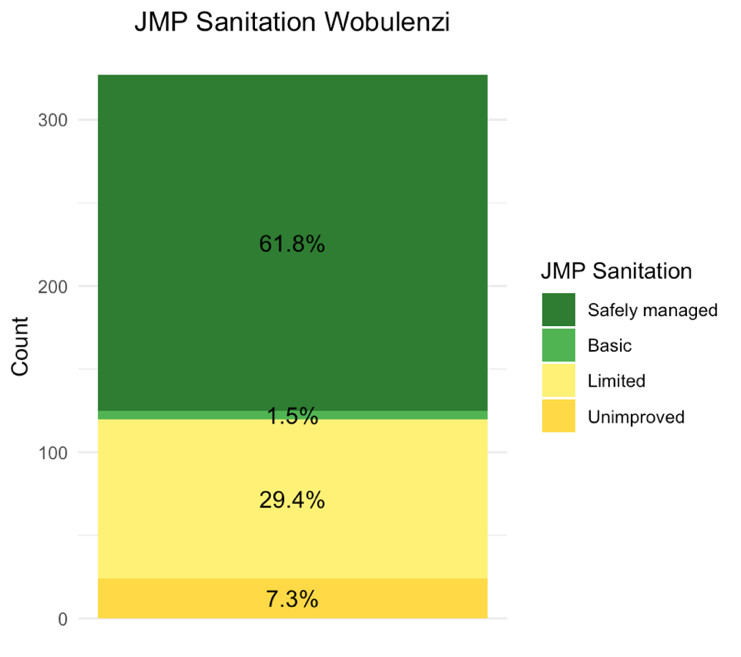 JMP Sanitation Wobulenzi
Count
300
200
100
0
61.8%
1.5%
29.4%
7.3%
JMP Sanitation
Safely managed
Basic
Limited
Unimproved